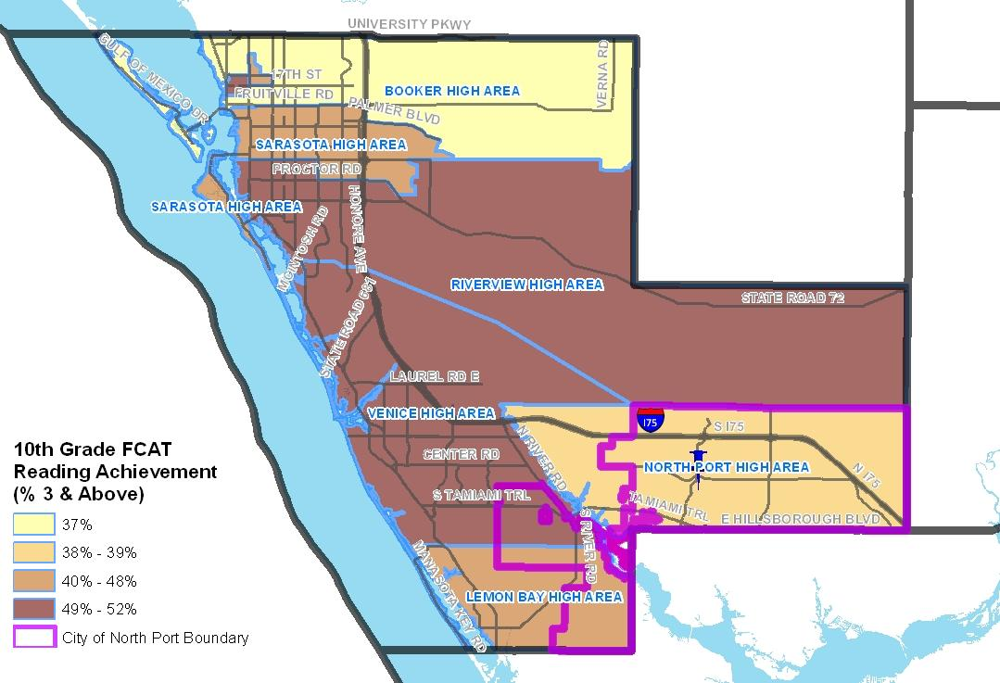 UNIVERSITY PKWY
GULF OF MEXICO DR
17TH ST
FRUITVILLE RD
VERNA RD
BOOKER HIGH AREA
PALMER BLVD
SARASOTA HIGH AREA
PROCTOR RD
SARASOTA HIGH AREA
HONORE AVE
MCINTOSH RD
RIVERVIEW HIGH AREA
STATE ROAD 72
STATE ROAD 681
LAUREL RD E
VENICE HIGH AREA
175
S I75
N RIVER RD
CENTER RD
NORTH PORT HIGH AREA
N I75
S TAMIAMI TRL
TAMIAMI TRL
E HILLSBOROUGH BLVD
S RIVER RD
MANASOTA KEY RD
LEMON BAY HIGH AREA
10th Grade FCAT
Reading Achievement
(% 3 & Above)
37%
38% - 39%
40% - 48%
49% - 52%
City of North Port Boundary